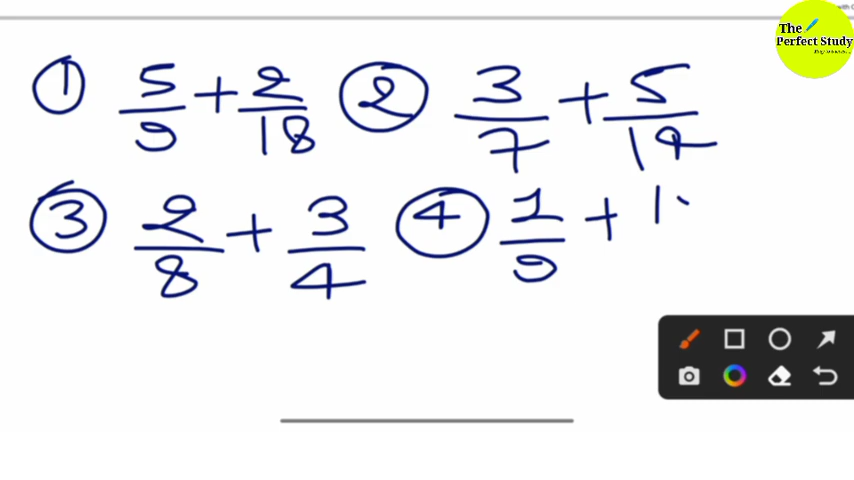 The
Perfect Study
① 5/9 + 2/18 ② 3/7 + 5/14
③ 2/8 + 3/4 ④ 1/9 + 1